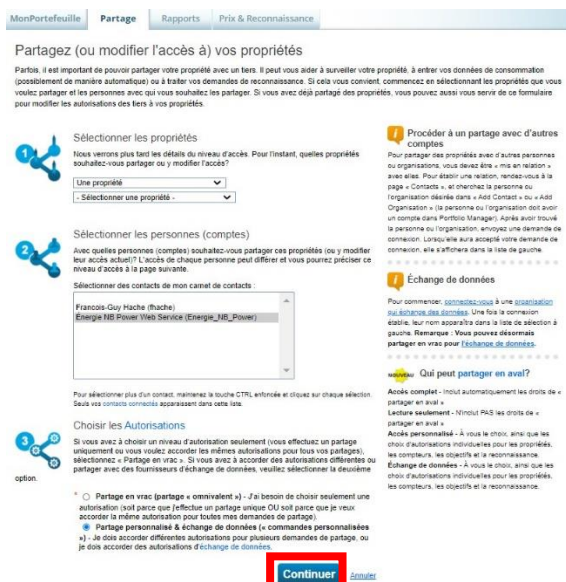 MonPortefeuille Partage Rapports Prix & Reconnaissance
Partagez (ou modifier l'accès à) vos propriétés
Parfois, il est important de pouvoir partager votre propriété avec un tiers. Il peut vous aider à surveiller votre propriété, à entrer vos données de consommation
(possiblement de manière automatique) ou à traiter vos demandes de reconnaissance. Si cela vous convient, commencez en sélectionnant les propriétés que vous
voulez partager et les personnes avec qui vous souhaitez les partager. Si vous avez déjà partagé des propriétés, vous pouvez aussi vous servir de ce formulaire
pour modifier les autorisations des tiers à vos propriétés.
1
Sélectionner les propriétés
Nous verrons plus tard les détails du niveau d'accès. Pour l'instant, quelles propriétés
souhaitez-vous partager ou y modifier l'accès?
Une propriété
- Sélectionner une propriété -
2
Sélectionner les personnes (comptes)
Avec quelles personnes (comptes) souhaitez-vous partager ces propriétés (ou y modifier
leur accès actuel)? L'accès de chaque personne peut différer et vous pourrez préciser ce
niveau d'accès à la page suivante.
Sélectionner des contacts de mon carnet de contacts :
Francois-Guy Hache (fhache)
Énergie NB Power Web Service (Energie_NB_Power)
Pour sélectionner plus d'un contact, maintenez la touche CTRL enfoncée et cliquez sur chaque sélection.
Seuls vos contacts connectés apparaissent dans cette liste.
3
Choisir les Autorisations
Si vous avez à choisir un niveau d'autorisation seulement (vous effectuez un partage
uniquement ou vous voulez accorder les mêmes autorisations pour tous vos partages),
sélectionnez « Partage en vrac ». Si vous avez à accorder des autorisations différentes ou
partager avec des fournisseurs d'échange de données, veuillez sélectionner la deuxième
option.
* Partage en vrac (partage « omnivalent ») - J'ai besoin de choisir seulement une
autorisation (soit parce que j'effectue un partage unique OU soit parce que je veux
accorder la même autorisation pour toutes mes demandes de partage).
Partage personnalisé & échange de données (« commandes personnalisées
») - Je dois accorder différentes autorisations pour plusieurs demandes de partage, ou
je dois accorder des autorisations d'échange de données.
Continuer Annuler
Procéder à un partage avec d'autres
comptes
Pour partager des propriétés avec d'autres personnes
ou organisations, vous devez être « mis en relation »
avec elles. Pour établir une relation, rendez-vous à la
page « Contacts », et cherchez la personne ou
l'organisation désirée dans « Add Contact » ou « Add
Organisation » (la personne ou l'organisation doit avoir
un compte dans Portfolio Manager). Après avoir trouvé
la personne ou l'organisation, envoyez une demande de
connexion. Lorsqu'elle aura accepté votre demande de
connexion, elle s'affichera dans la liste de gauche.
Échange de données
Pour commencer, connectez-vous à une organisation
qui échange des données. Une fois la connexion
établie, leur nom apparaîtra dans la liste de sélection à
gauche. Remarque : Vous pouvez désormais
partager en vrac pour l'échange de données.
NOUVEAU Qui peut partager en aval?
Accès complet - Inclut automatiquement les droits de «
partager en aval »
Lecture seulement - N'inclut PAS les droits de «
partager en aval »
Accès personnalisé - À vous le choix, ainsi que les
choix d'autorisations individuelles pour les propriétés,
les compteurs, les objectifs et la reconnaissance.
Échange de données - À vous le choix, ainsi que les
choix d'autorisations individuelles pour les propriétés,
les compteurs, les objectifs et la reconnaissance.